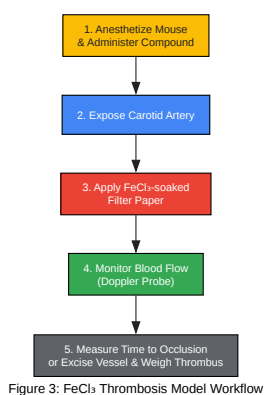 1. Anesthetize Mouse
& Administer Compound
2. Expose Carotid Artery
3. Apply FeCl₃-soaked
Filter Paper
4. Monitor Blood Flow
(Doppler Probe)
5. Measure Time to Occlusion
or Excise Vessel & Weigh Thrombus
Figure 3: FeCl₃ Thrombosis Model Workflow